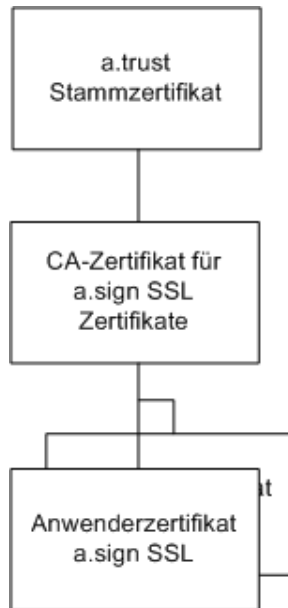 a.trust
Stammzertifikat
CA-Zertifikat für
a.sign SSL
Zertifikate
Anwenderzertifikat
a.sign SSL